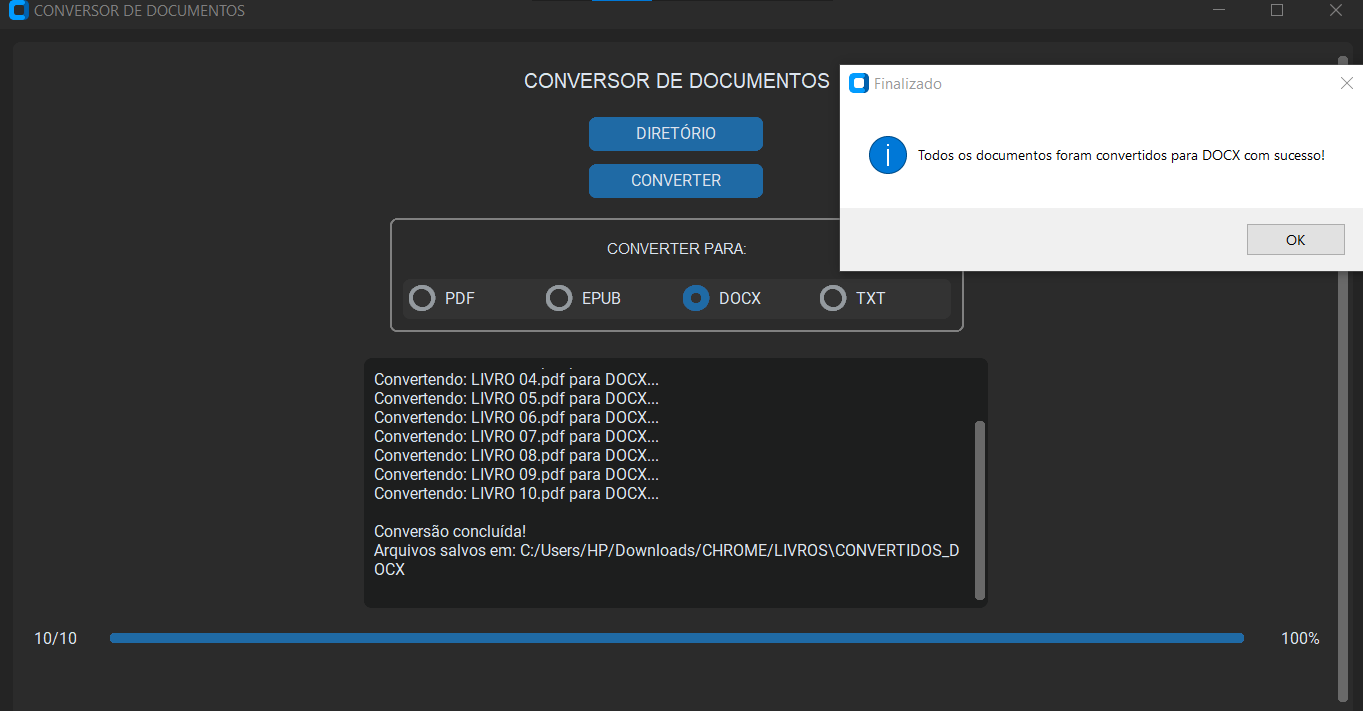 CONVERSOR DE DOCUMENTOS
CONVERSOR DE DOCUMENTOS
Finalizado
DIRETÓRIO
Todos os documentos foram convertidos para DOCX com sucesso!
CONVERTER
OK
CONVERTER PARA:
PDF EPUB DOCX TXT
Convertendo: LIVRO 04.pdf para DOCX...
Convertendo: LIVRO 05.pdf para DOCX...
Convertendo: LIVRO 06.pdf para DOCX...
Convertendo: LIVRO 07.pdf para DOCX...
Convertendo: LIVRO 08.pdf para DOCX...
Convertendo: LIVRO 09.pdf para DOCX...
Convertendo: LIVRO 10.pdf para DOCX...
Conversão concluída!
Arquivos salvos em: C:/Users/HP/Downloads/CHROME/LIVROS\CONVERTIDOS_D
OCX
10/10 100%